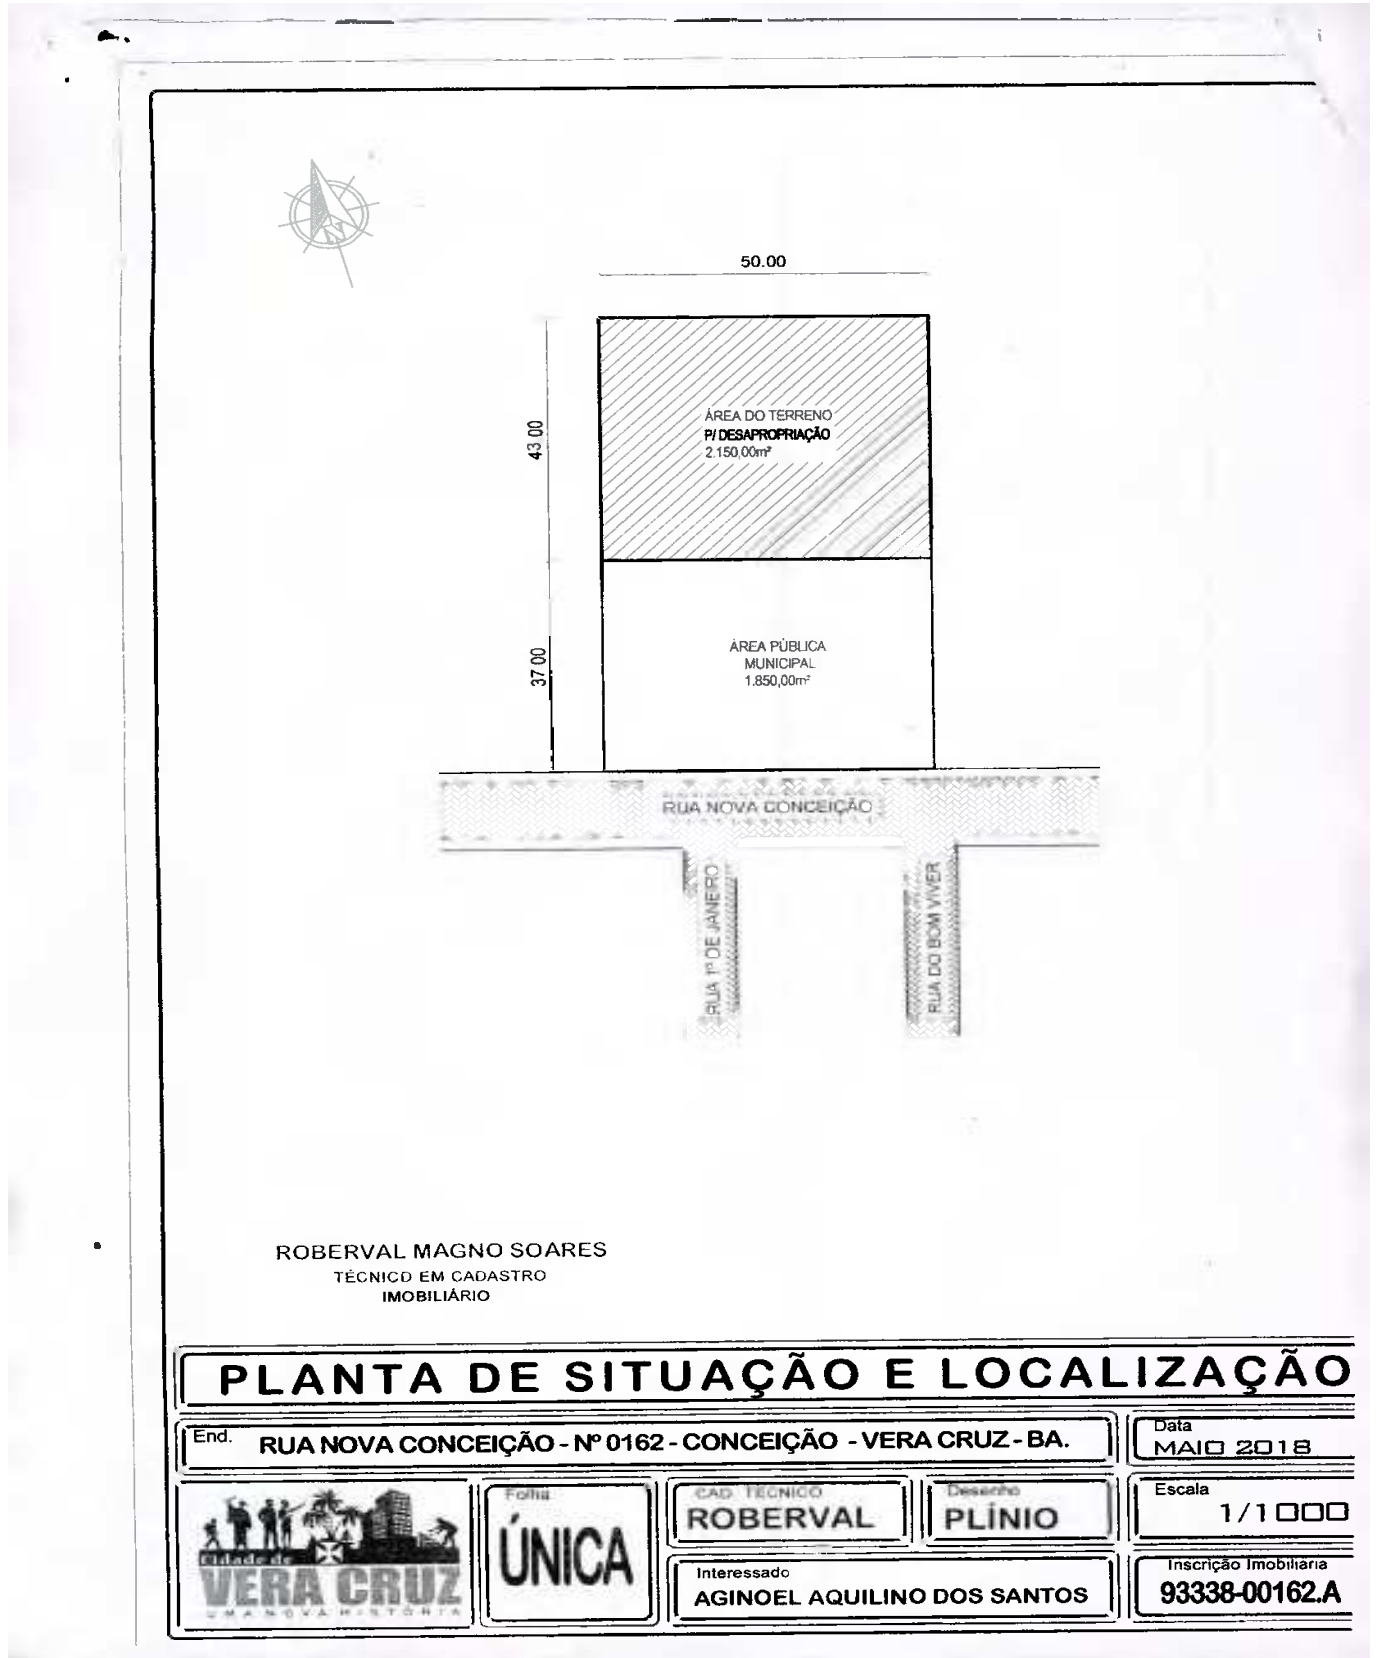 N
50.00
43 00
ÁREA DO TERRENO
P/ DESAPROPRIAÇÃO
2.150,00m²
37 00
ÁREA PÚBLICA
MUNICIPAL
1.850,00m²
RUA NOVA CONCEIÇÃO
RUA 1º DE JANEIRO
RUA DO BOM VIVER
ROBERVAL MAGNO SOARES
TÉCNICO EM CADASTRO
IMOBILIÁRIO
PLANTA DE SITUAÇÃO E LOCALIZAÇÃO
End. RUA NOVA CONCEIÇÃO - Nº 0162 - CONCEIÇÃO - VERA CRUZ - BA.
Data
MAIO 2018
Cidade de
VERA CRUZ
UMA NOVA HISTÓRIA
Folha
ÚNICA
CAD TÉCNICO
ROBERVAL
Desenho
PLÍNIO
Escala
1/1000
Interessado
AGINOEL AQUILINO DOS SANTOS
Inscrição Imobiliária
93338-00162.A